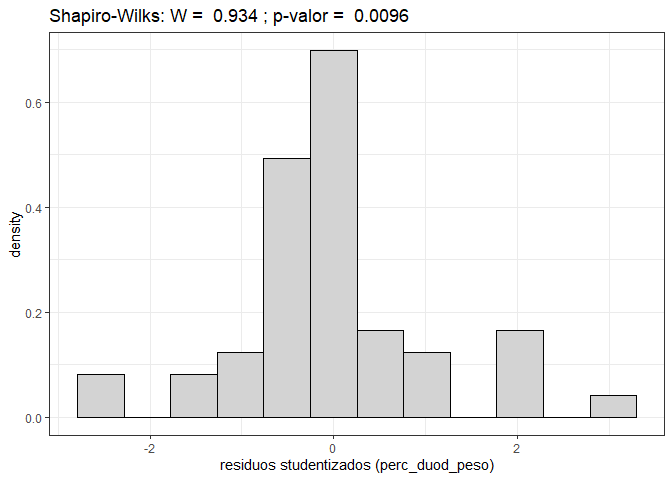 Shapiro-Wilks: W =  0.934 ; p-valor =  0.0096
density
0.6
0.4
0.2
0.0
-2
0
2
residuos studentizados (perc_duod_peso)